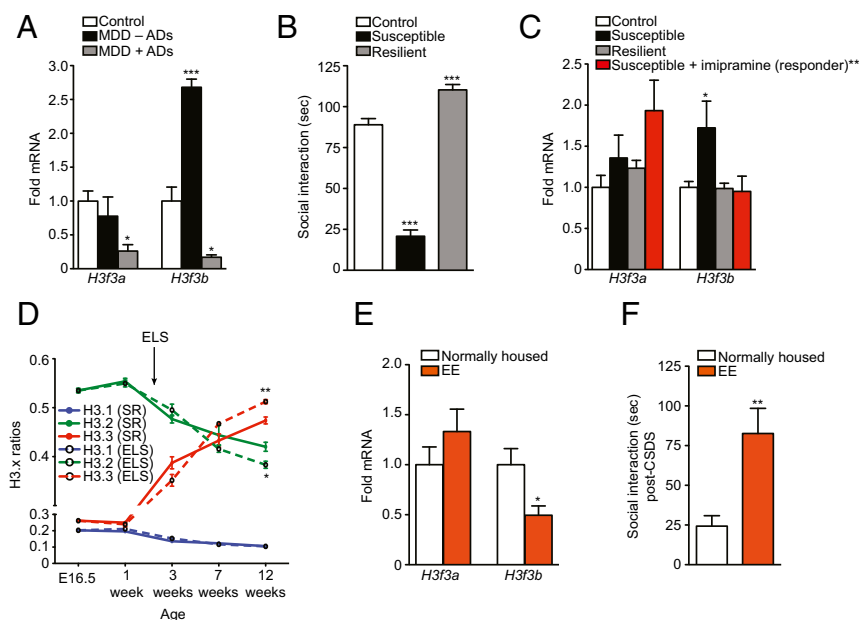 A
Control
MDD – ADs
MDD + ADs
Fold mRNA
3.0
2.5
2.0
1.5
1.0
0.5
0
***
*
*
H3f3a
H3f3b
B
Control
Susceptible
Resilient
Social interaction (sec)
125
100
75
50
25
0
***
***
C
Control
Susceptible
Resilient
Susceptible + imipramine (responder)**
Fold mRNA
2.5
2.0
1.5
1.0
0.5
0
*
H3f3a
H3f3b
D
ELS
H3.x ratios
0.6
0.5
0.4
0.3
0.2
0.1
H3.1 (SR)
H3.2 (SR)
H3.3 (SR)
H3.1 (ELS)
H3.2 (ELS)
H3.3 (ELS)
**
*
E16.5
1 week
3 weeks
7 weeks
12 weeks
Age
E
Normally housed
EE
Fold mRNA
2.0
1.5
1.0
0.5
0
*
H3f3a
H3f3b
F
Normally housed
EE
Social interaction (sec)
post-CSDS
125
100
75
50
25
0
**